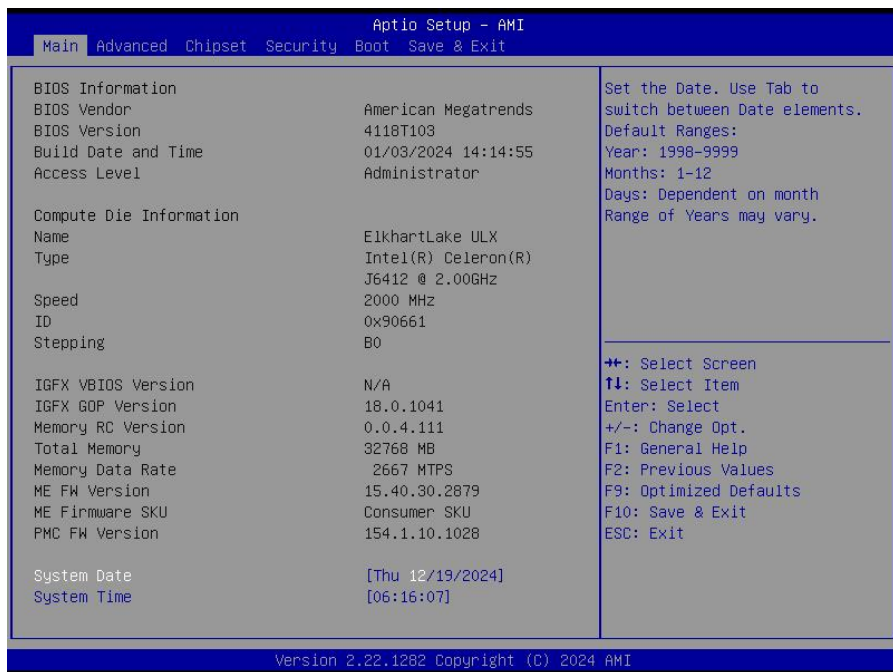 Aptio Setup – AMI
Main Advanced Chipset Security Boot Save & Exit
BIOS Information
BIOS Vendor American Megatrends
BIOS Version 4118T103
Build Date and Time 01/03/2024 14:14:55
Access Level Administrator
Compute Die Information
Name ElkhartLake ULX
Type Intel(R) Celeron(R)
J6412 @ 2.00GHz
Speed 2000 MHz
ID 0x90661
Stepping B0
IGFX VBIOS Version N/A
IGFX GOP Version 18.0.1041
Memory RC Version 0.0.4.111
Total Memory 32768 MB
Memory Data Rate 2667 MTPS
ME FW Version 15.40.30.2879
ME Firmware SKU Consumer SKU
PMC FW Version 154.1.10.1028
System Date [Thu 12/19/2024]
System Time [06:16:07]
Set the Date. Use Tab to
switch between Date elements.
Default Ranges:
Year: 1998-9999
Months: 1-12
Days: Dependent on month
Range of Years may vary.
→←: Select Screen
↑↓: Select Item
Enter: Select
+/-: Change Opt.
F1: General Help
F2: Previous Values
F9: Optimized Defaults
F10: Save & Exit
ESC: Exit
Version 2.22.1282 Copyright (C) 2024 AMI